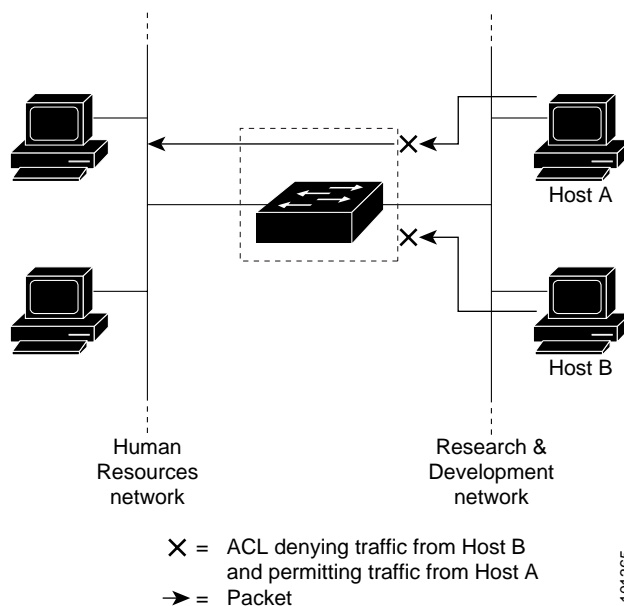 Host A
Host B
Human
Resources
network
Research &
Development
network
X = ACL denying traffic from Host B
and permitting traffic from Host A
→ = Packet